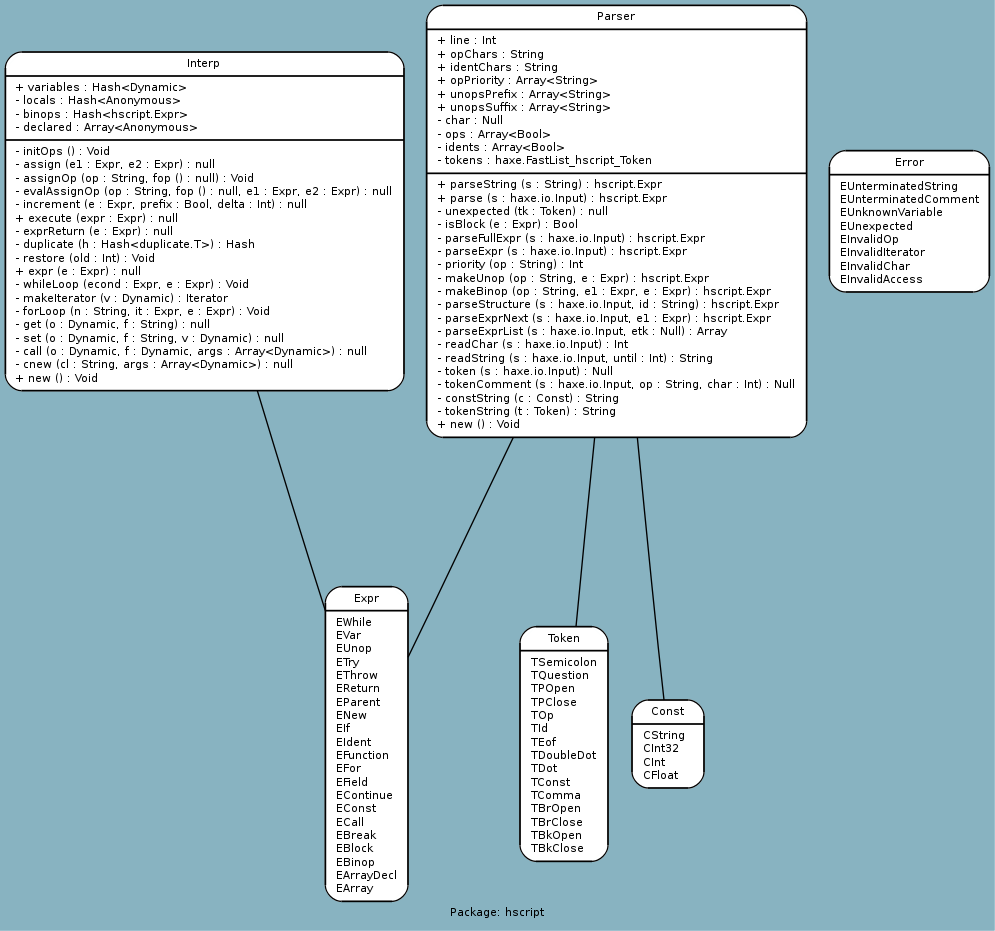 Interp
+ variables : Hash<Dynamic>
- locals : Hash<Anonymous>
- binops : Hash<hscript.Expr>
- declared : Array<Anonymous>
- initOps () : Void
- assign (e1 : Expr, e2 : Expr) : null
- assignOp (op : String, fop () : null) : Void
- evalAssignOp (op : String, fop () : null, e1 : Expr, e2 : Expr) : null
- increment (e : Expr, prefix : Bool, delta : Int) : null
+ execute (expr : Expr) : null
- exprReturn (e : Expr) : null
- duplicate (h : Hash<duplicate.T>) : Hash
- restore (old : Int) : Void
+ expr (e : Expr) : null
- whileLoop (econd : Expr, e : Expr) : Void
- makeIterator (v : Dynamic) : Iterator
- forLoop (n : String, it : Expr, e : Expr) : Void
- get (o : Dynamic, f : String) : null
- set (o : Dynamic, f : String, v : Dynamic) : null
- call (o : Dynamic, f : Dynamic, args : Array<Dynamic>) : null
- cnew (cl : String, args : Array<Dynamic>) : null
+ new () : Void
Parser
+ line : Int
+ opChars : String
+ identChars : String
+ opPriority : Array<String>
+ unopsPrefix : Array<String>
+ unopsSuffix : Array<String>
- char : Null
- ops : Array<Bool>
- idents : Array<Bool>
- tokens : haxe.FastList_hscript_Token
+ parseString (s : String) : hscript.Expr
+ parse (s : haxe.io.Input) : hscript.Expr
- unexpected (tk : Token) : null
- isBlock (e : Expr) : Bool
- parseFullExpr (s : haxe.io.Input) : hscript.Expr
- parseExpr (s : haxe.io.Input) : hscript.Expr
- priority (op : String) : Int
- makeUnop (op : String, e : Expr) : hscript.Expr
- makeBinop (op : String, e1 : Expr, e : Expr) : hscript.Expr
- parseStructure (s : haxe.io.Input, id : String) : hscript.Expr
- parseExprNext (s : haxe.io.Input, e1 : Expr) : hscript.Expr
- parseExprList (s : haxe.io.Input, etk : Null) : Array
- readChar (s : haxe.io.Input) : Int
- readString (s : haxe.io.Input, until : Int) : String
- token (s : haxe.io.Input) : Null
- tokenComment (s : haxe.io.Input, op : String, char : Int) : Null
- constString (c : Const) : String
- tokenString (t : Token) : String
+ new () : Void
Error
EUnterminatedString
EUnterminatedComment
EUnknownVariable
EUnexpected
EInvalidOp
EInvalidIterator
EInvalidChar
EInvalidAccess
Expr
EWhile
EVar
EUnop
ETry
EThrow
EReturn
EParent
ENew
EIf
EIdent
EFunction
EFor
EField
EContinue
EConst
ECall
EBreak
EBlock
EBinop
EArrayDecl
EArray
Token
TSemicolon
TQuestion
TPOpen
TPClose
TOp
TId
TEof
TDoubleDot
TDot
TConst
TComma
TBrOpen
TBrClose
TBkOpen
TBkClose
Const
CString
CInt32
CInt
CFloat
Package: hscript